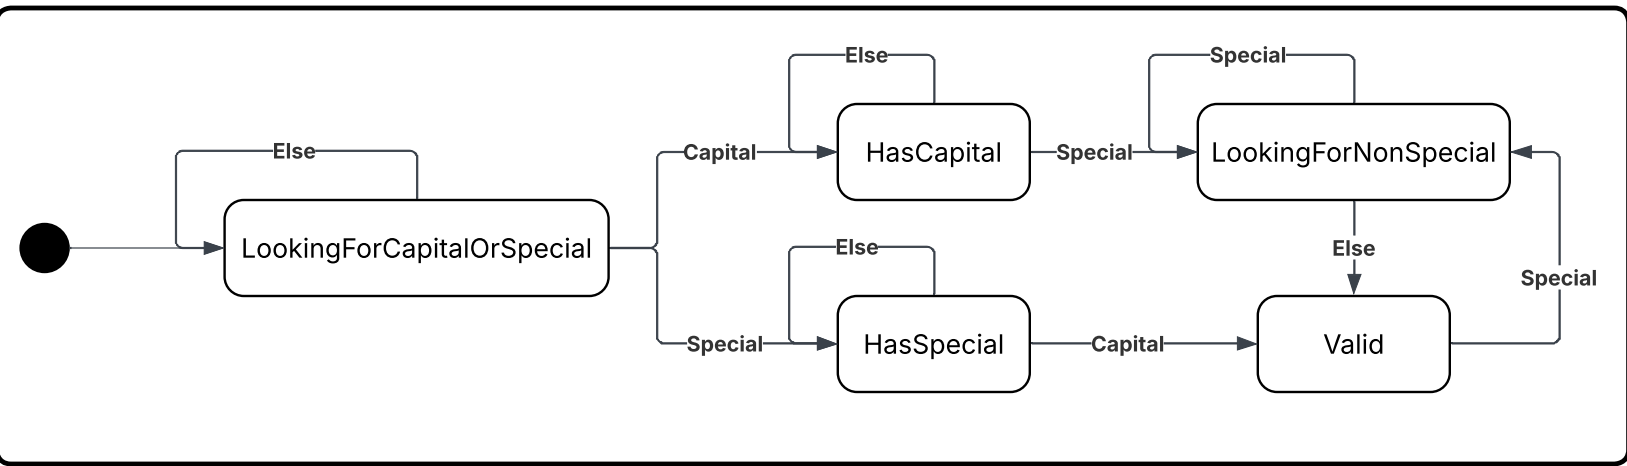 Else
Special
Else
Capital
HasCapital
Special
LookingForNonSpecial
LookingForCapitalOrSpecial
Else
Else
Special
Special
HasSpecial
Capital
Valid